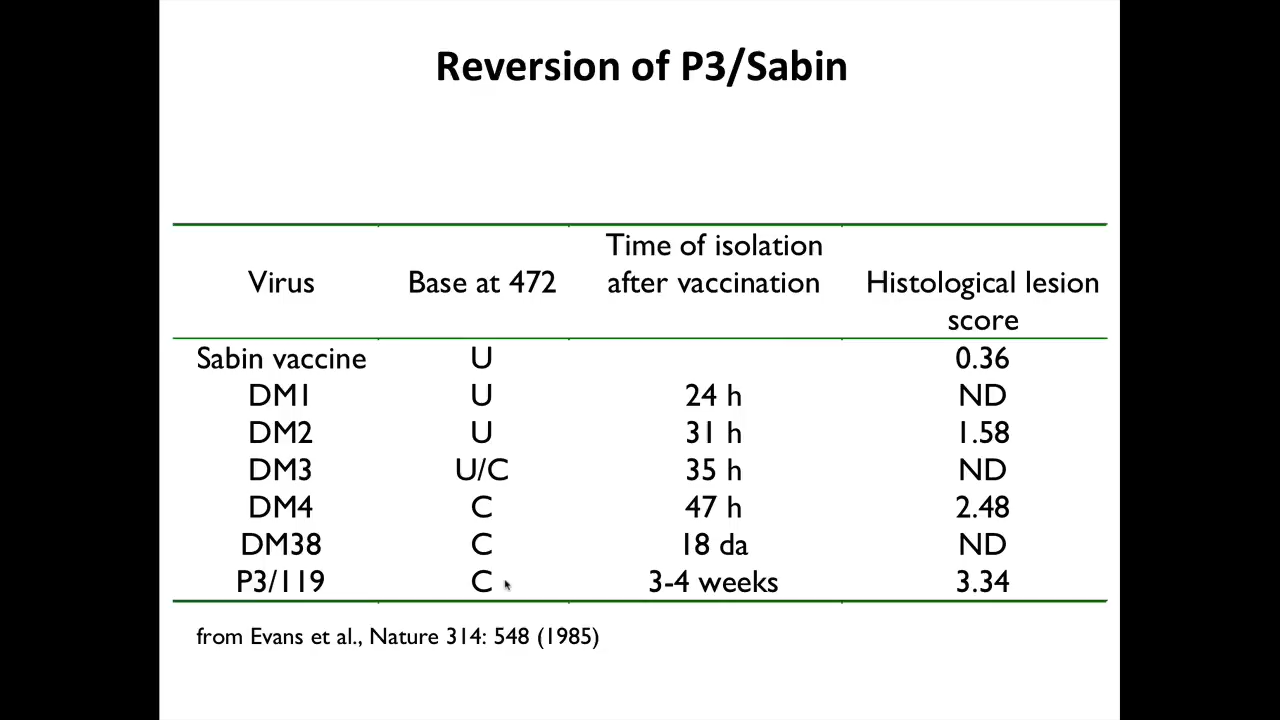 Reversion of P3/Sabin
Virus Base at 472 Time of isolation after vaccination Histological lesion score
Sabin vaccine U 0.36
DM1 U 24 h ND
DM2 U 31 h 1.58
DM3 U/C 35 h ND
DM4 C 47 h 2.48
DM38 C 18 da ND
P3/119 C 3-4 weeks 3.34
from Evans et al., Nature 314: 548 (1985)